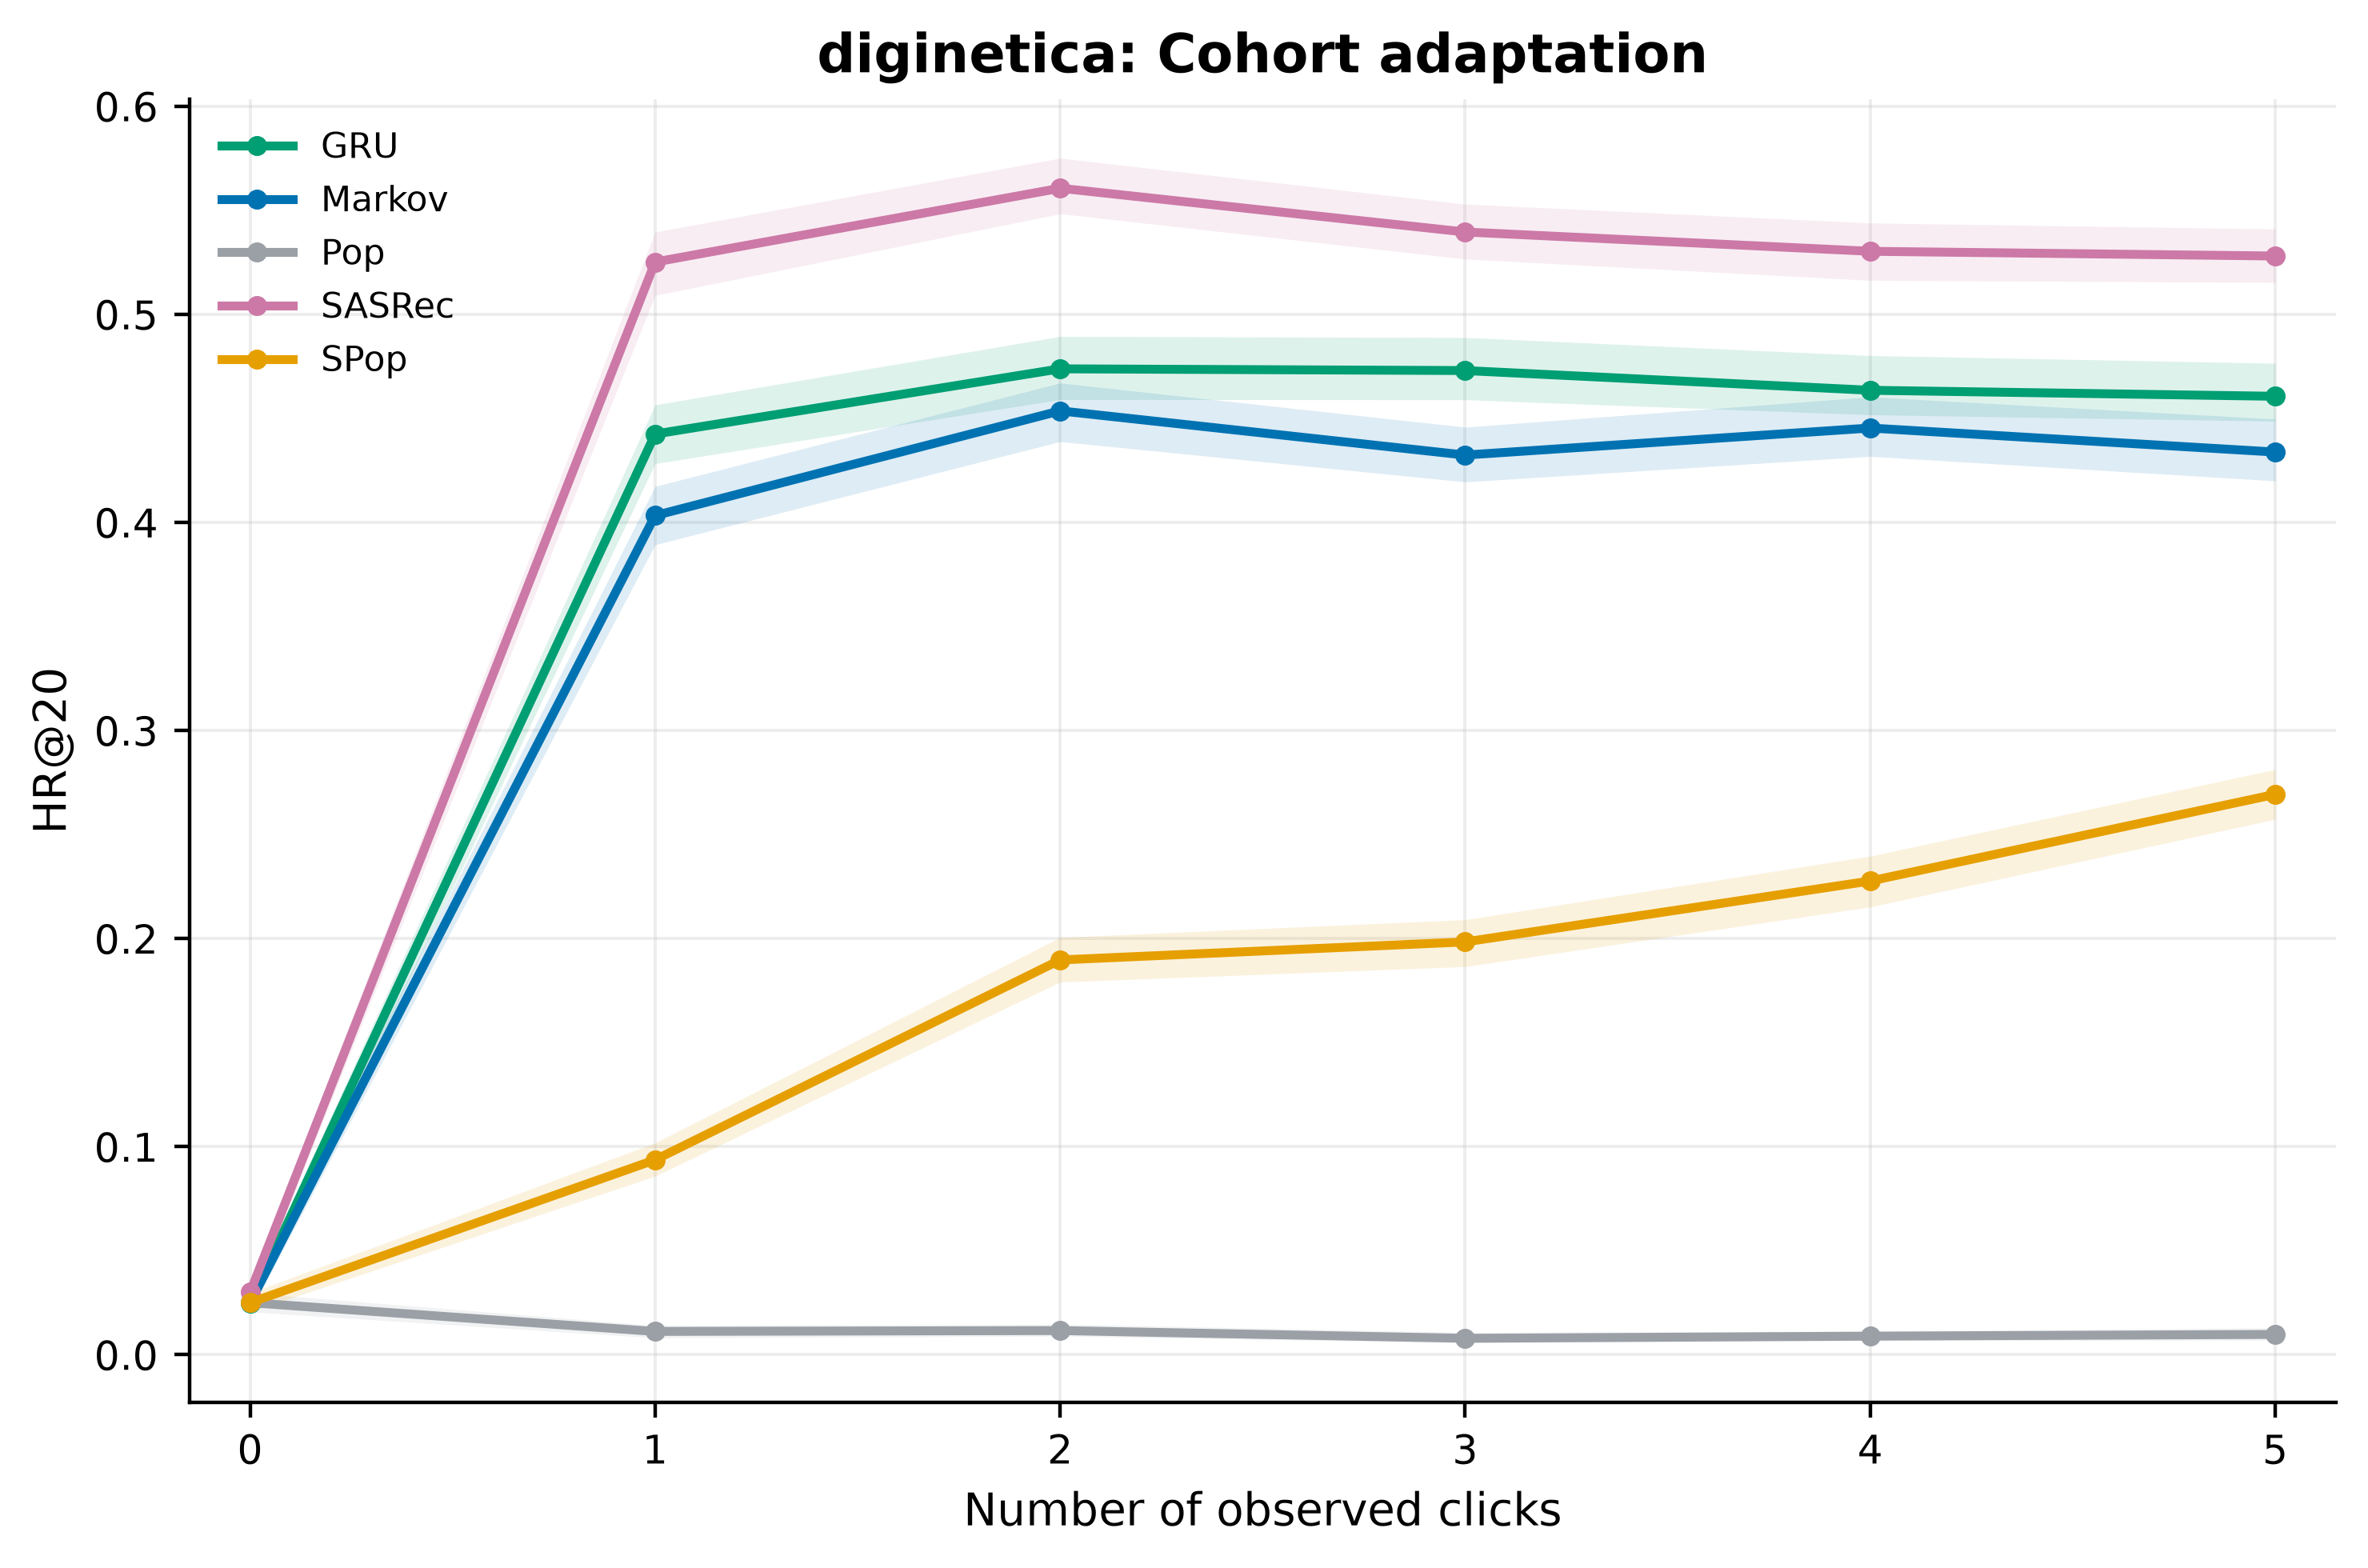 diginetica: Cohort adaptation
GRU
Markov
Pop
SASRec
SPop
HR@20
0.6
0.5
0.4
0.3
0.2
0.1
0.0
0 1 2 3 4 5
Number of observed clicks